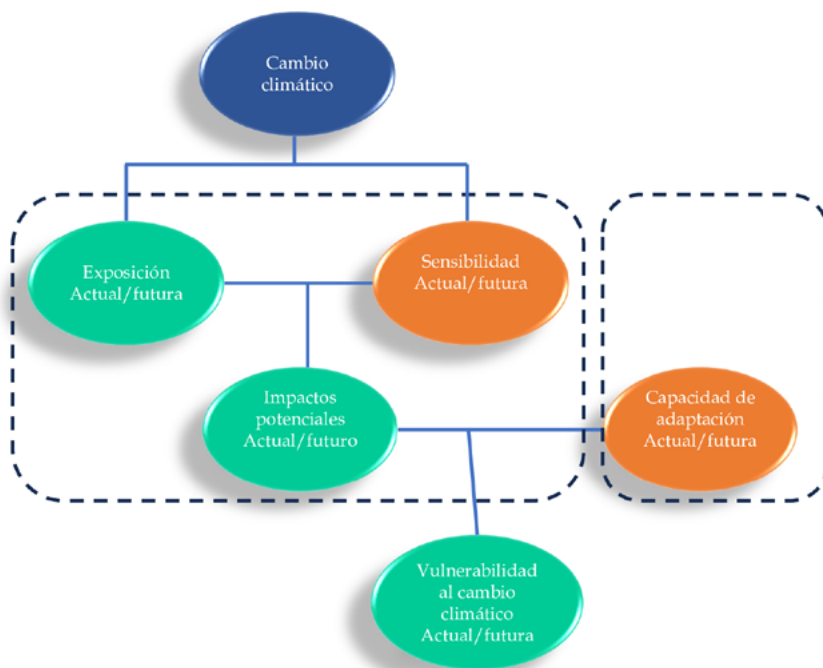 Cambio
climático
Exposición
Actual/futura
Sensibilidad
Actual/futura
Impactos
potenciales
Actual/futuro
Capacidad de
adaptación
Actual/futura
Vulnerabilidad
al cambio
climático
Actual/futura